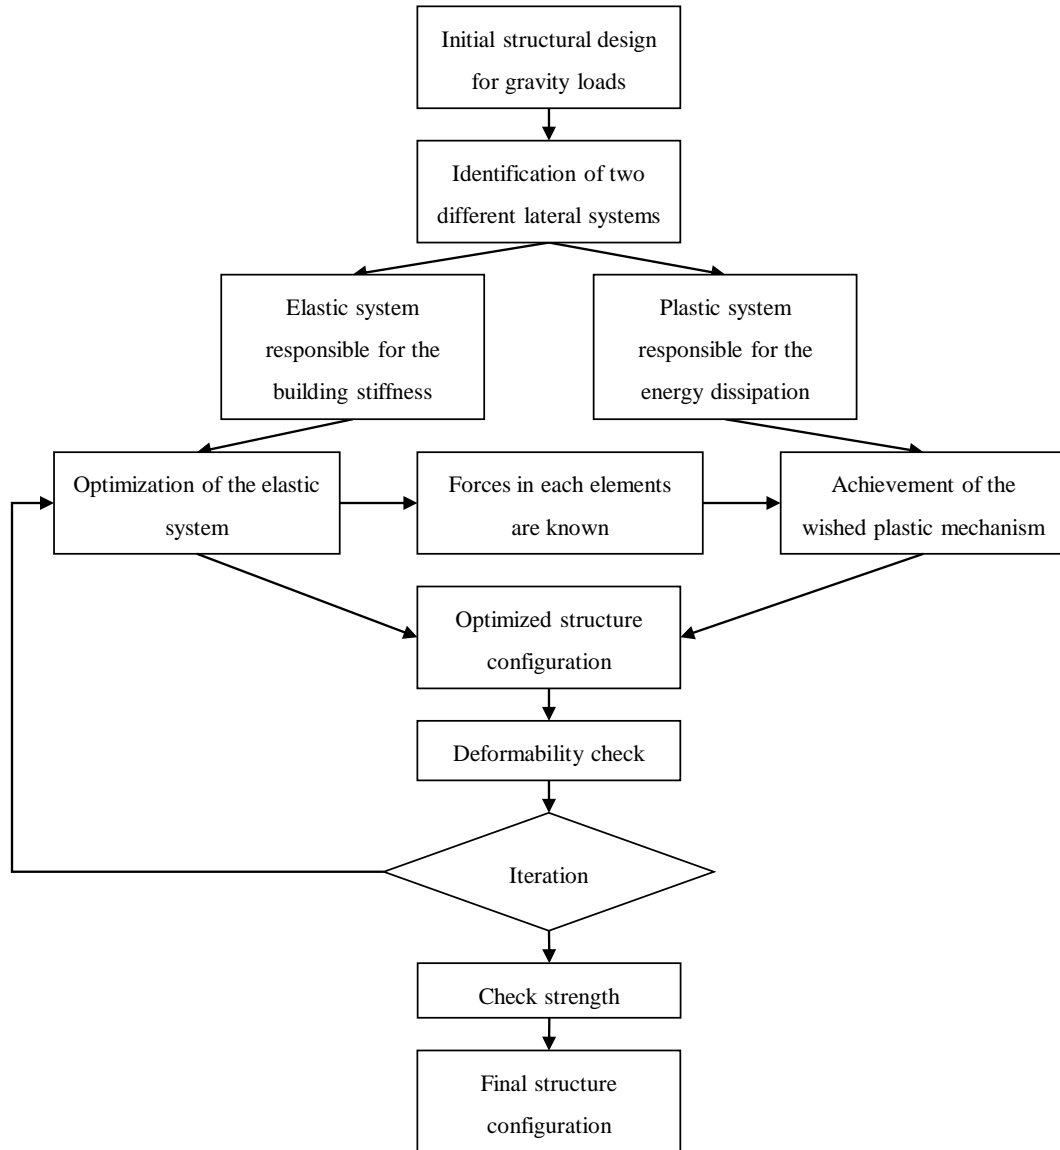 Initial structural design
for gravity loads
Identification of two
different lateral systems
Elastic system
responsible for the
building stiffness
Plastic system
responsible for the
energy dissipation
Optimization of the elastic
system
Forces in each elements
are known
Achievement of the
wished plastic mechanism
Optimized structure
configuration
Deformability check
Iteration
Check strength
Final structure
configuration